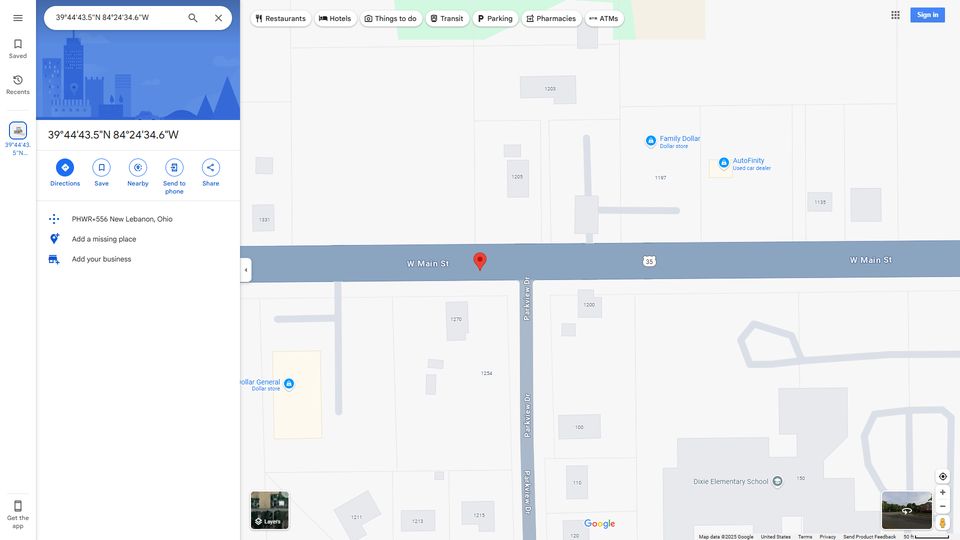 39°44'43.5"N 84°24'34.6"W
Restaurants
Hotels
Things to do
Transit
Parking
Pharmacies
ATMs
Sign in
Saved
Recents
39°44'43.
5"N...
39°44'43.5"N 84°24'34.6"W
Directions
Save
Nearby
Send to
phone
Share
PHWR+556 New Lebanon, Ohio
Add a missing place
Add your business
Get the
app
1203
Family Dollar
Dollar store
AutoFinity
Used car dealer
1205
1197
1135
1331
W Main St
35
W Main St
Parkview Dr
1200
1270
1254
ollar General
Dollar store
Parkview Dr
100
Parkview Dr
Dixie Elementary School
150
110
1211
1213
1215
120
Layers
Google
Map data ©2025 Google
United States
Terms
Privacy
Send Product Feedback
50 ft